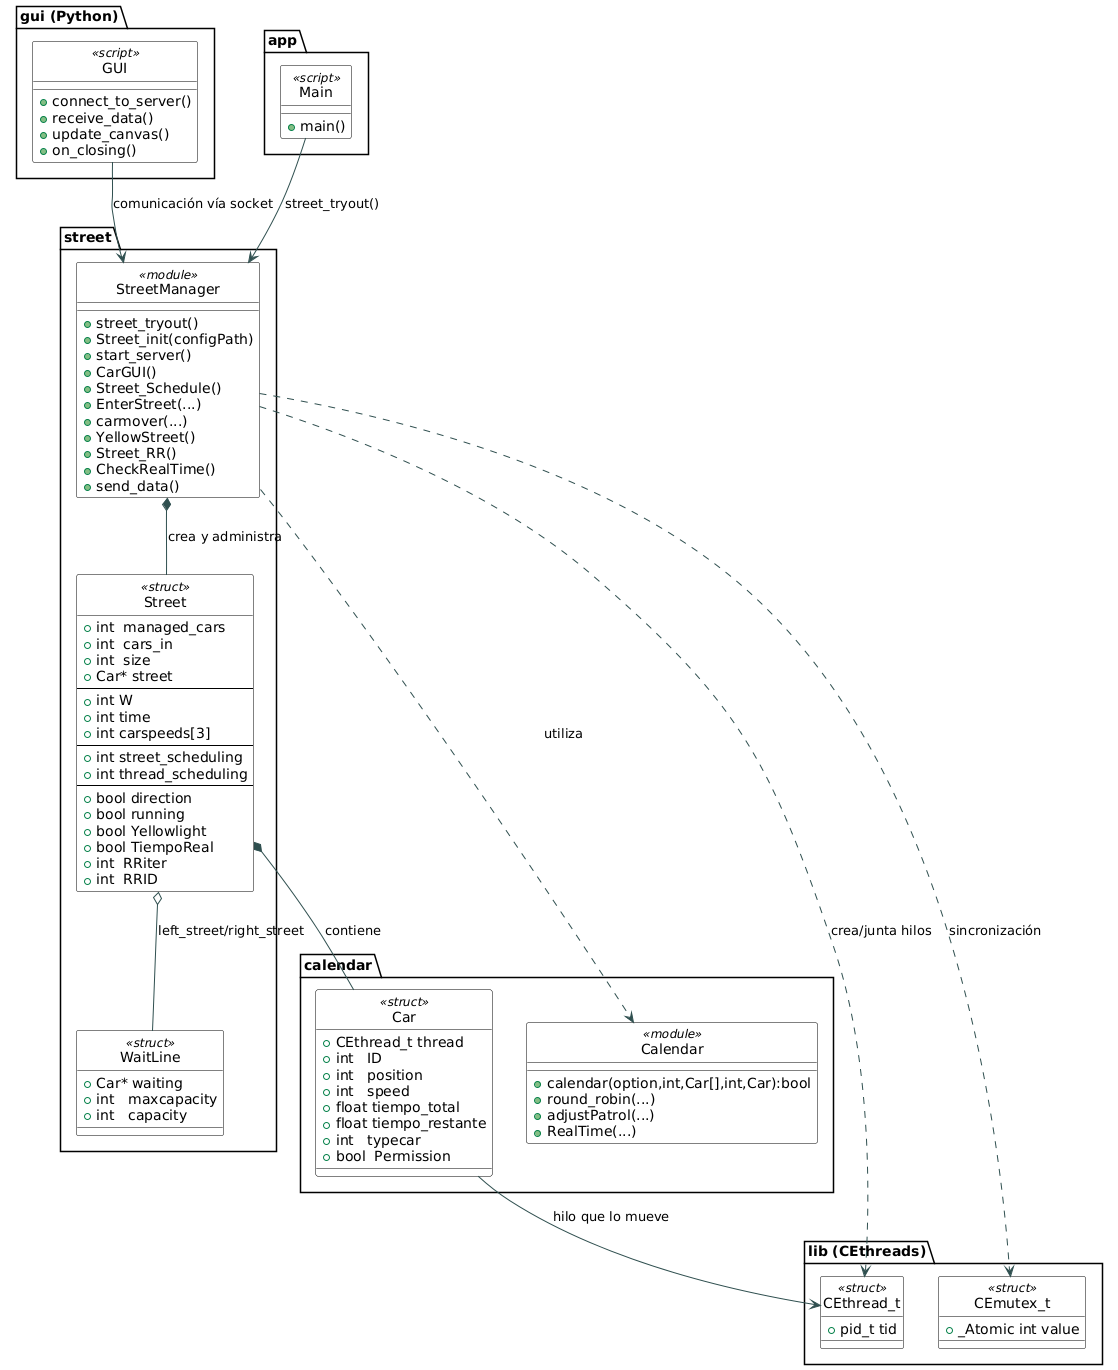 gui (Python)
«script»
GUI
connect_to_server()
receive_data()
update_canvas()
on_closing()
app
«script»
Main
main()
comunicación vía socket
street_tryout()
street
«module»
StreetManager
street_tryout()
Street_init(configPath)
start_server()
CarGUI()
Street_Schedule()
EnterStreet(...)
carmover(...)
YellowStreet()
Street_RR()
CheckRealTime()
send_data()
crea y administra
«struct»
Street
int  managed_cars
int  cars_in
int  size
Car* street
int W
int time
int carspeeds[3]
int street_scheduling
int thread_scheduling
bool direction
bool running
bool Yellowlight
bool TiempoReal
int  RRiter
int  RRID
utiliza
left_street/right_street
contiene
crea/junta hilos
sincronización
«struct»
WaitLine
Car* waiting
int   maxcapacity
int   capacity
calendar
«struct»
Car
CEthread_t thread
int   ID
int   position
int   speed
float tiempo_total
float tiempo_restante
int   typecar
bool  Permission
«module»
Calendar
calendar(option,int,Car[],int,Car):bool
round_robin(...)
adjustPatrol(...)
RealTime(...)
hilo que lo mueve
lib (CEthreads)
«struct»
CEthread_t
pid_t tid
«struct»
CEmutex_t
_Atomic int value